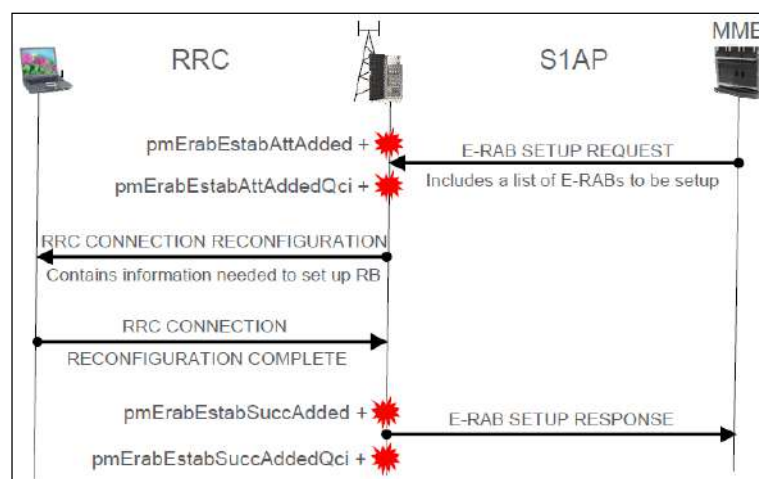 RRC
S1AP
MME
pmErabEstabAttAdded +
E-RAB SETUP REQUEST
pmErabEstabAttAddedQci +
Includes a list of E-RABs to be setup
RRC CONNECTION RECONFIGURATION
Contains information needed to set up RB
RRC CONNECTION
RECONFIGURATION COMPLETE
pmErabEstabSuccAdded +
E-RAB SETUP RESPONSE
pmErabEstabSuccAddedQci +